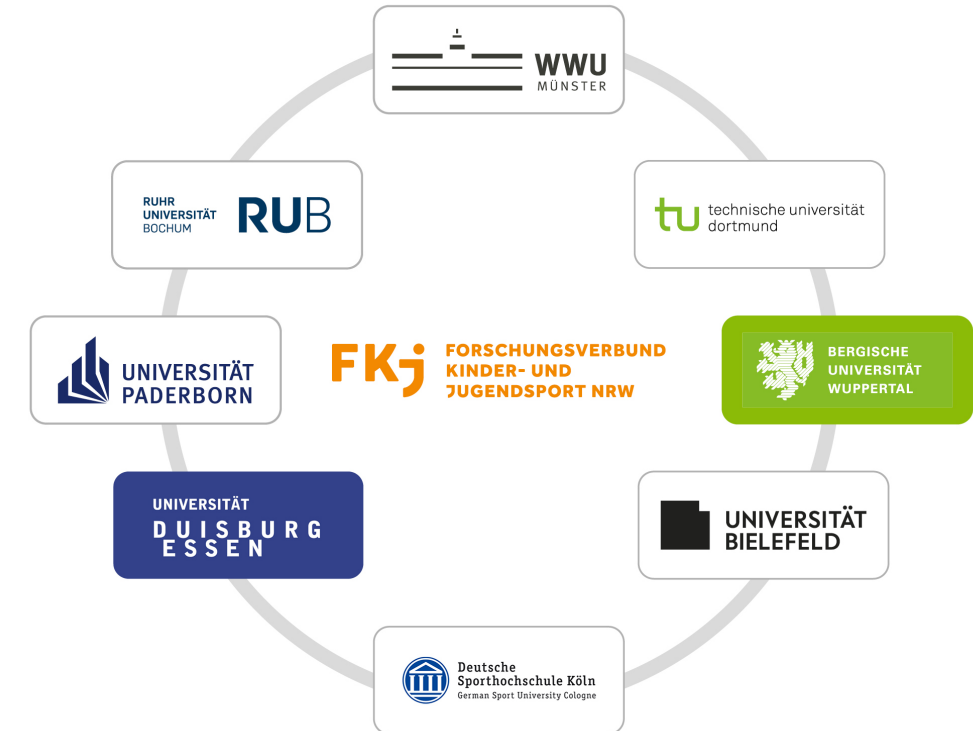 WWU
MÜNSTER
RUHR
UNIVERSITÄT
BOCHUM
RUB
tu technische universität
dortmund
UNIVERSITÄT
PADERBORN
FKj
FORSCHUNGSVERBUND
KINDER- UND
JUGENDSPORT NRW
BERGISCHE
UNIVERSITÄT
WUPPERTAL
UNIVERSITÄT
DUISBURG
ESSEN
UNIVERSITÄT
BIELEFELD
Deutsche
Sporthochschule Köln
German Sport University Cologne